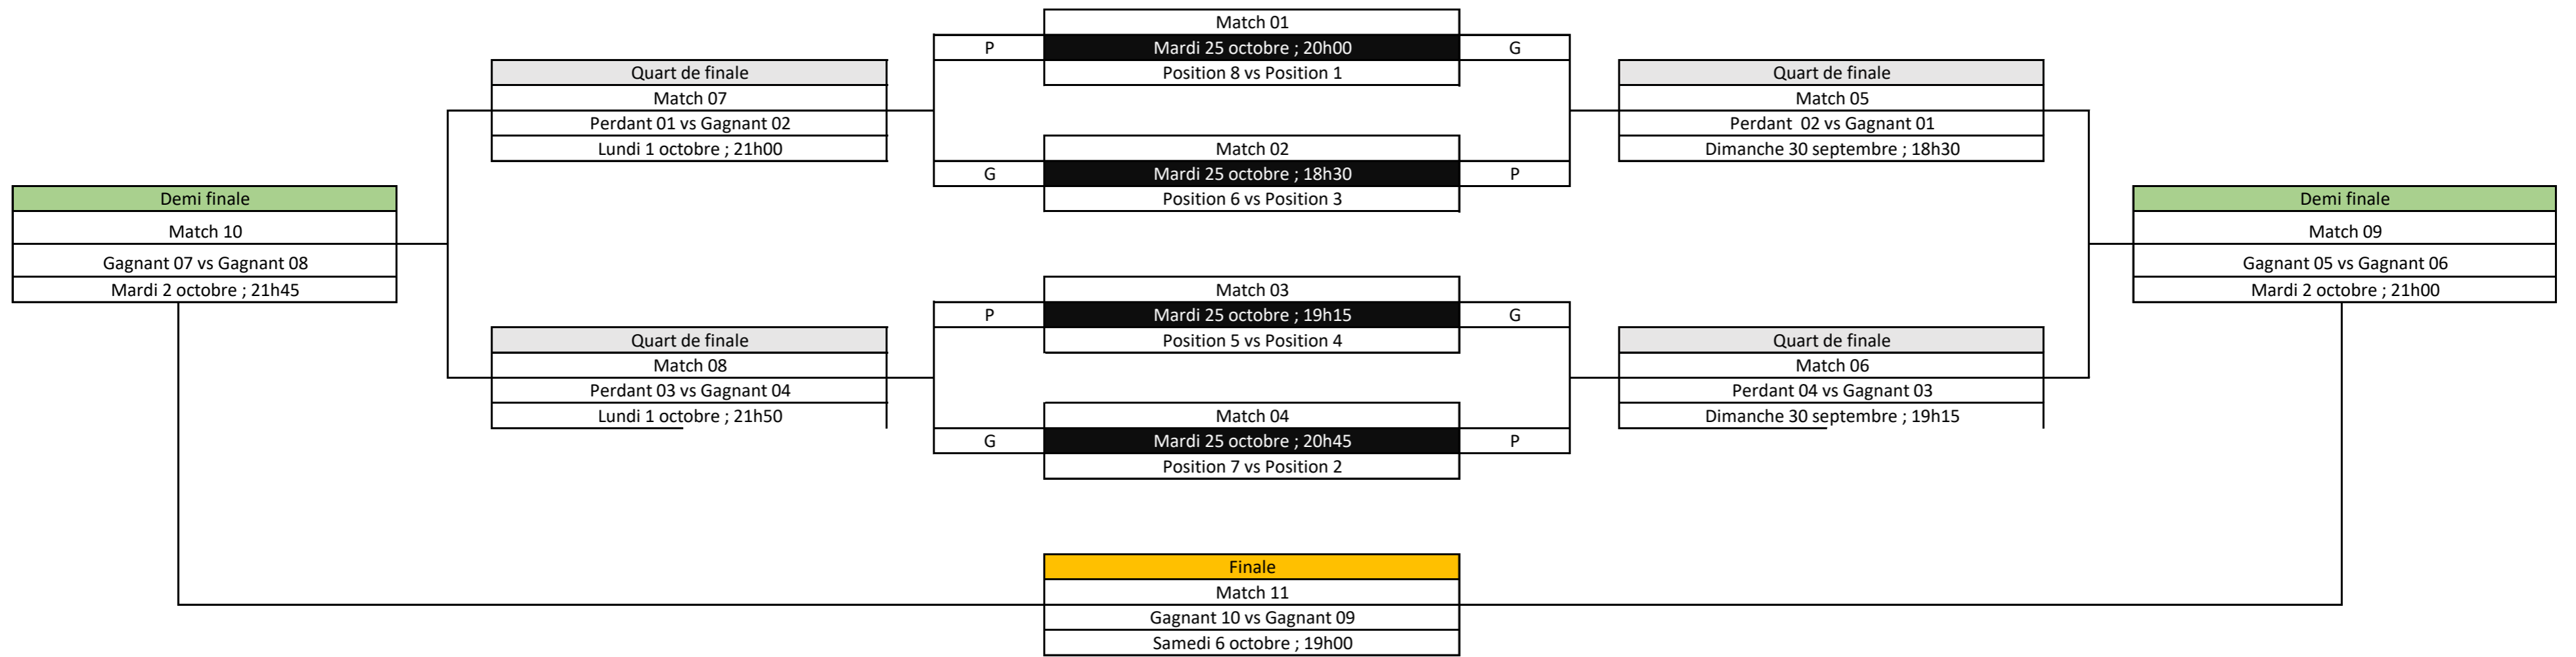 Match 01
P
Mardi 25 octobre ; 20h00
G
Position 8 vs Position 1
Quart de finale
Match 07
Perdant 01 vs Gagnant 02
Lundi 1 octobre ; 21h00
Quart de finale
Match 05
Perdant  02 vs Gagnant 01
Dimanche 30 septembre ; 18h30
Match 02
G
Mardi 25 octobre ; 18h30
P
Position 6 vs Position 3
Demi finale
Match 10
Gagnant 07 vs Gagnant 08
Mardi 2 octobre ; 21h45
Demi finale
Match 09
Gagnant 05 vs Gagnant 06
Mardi 2 octobre ; 21h00
Match 03
P
Mardi 25 octobre ; 19h15
G
Position 5 vs Position 4
Quart de finale
Match 08
Perdant 03 vs Gagnant 04
Lundi 1 octobre ; 21h50
Quart de finale
Match 06
Perdant 04 vs Gagnant 03
Dimanche 30 septembre ; 19h15
Match 04
G
Mardi 25 octobre ; 20h45
P
Position 7 vs Position 2
Finale
Match 11
Gagnant 10 vs Gagnant 09
Samedi 6 octobre ; 19h00